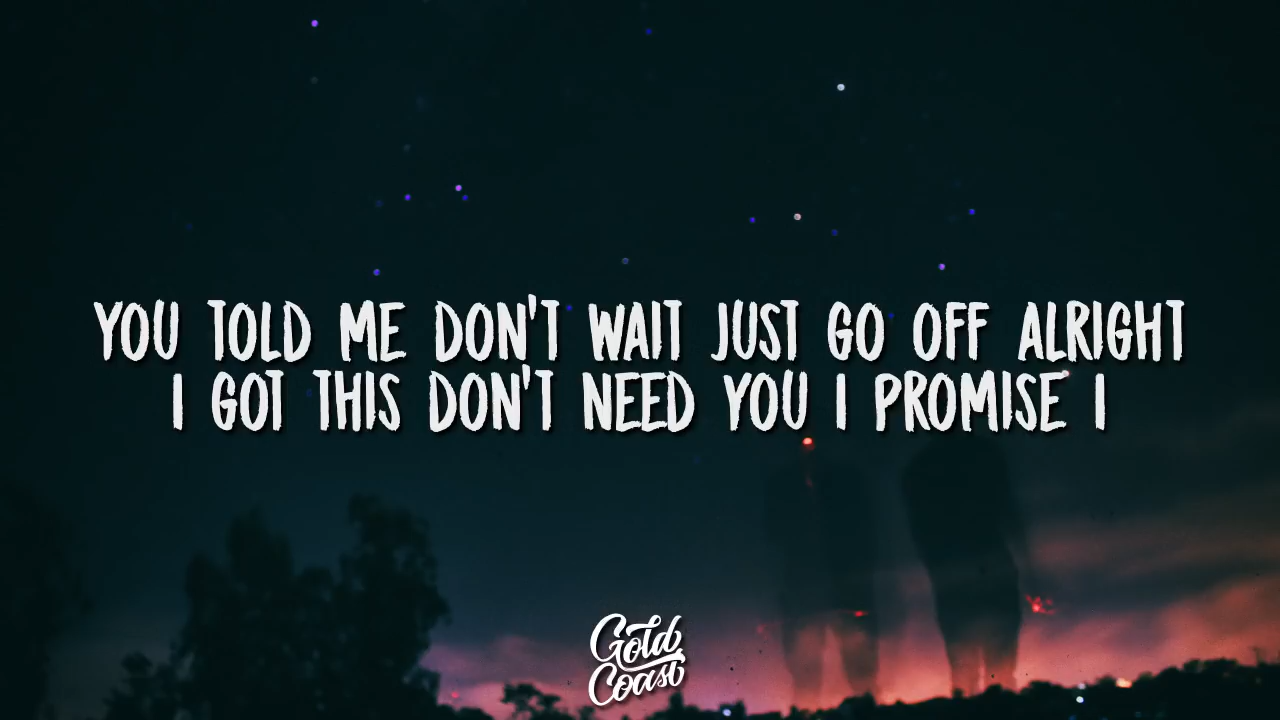 YOU TOLD ME DON'T WAIT JUST GO OFF ALRIGHT
I GOT THIS DON'T NEED YOU I PROMISE I
Gold
Coast